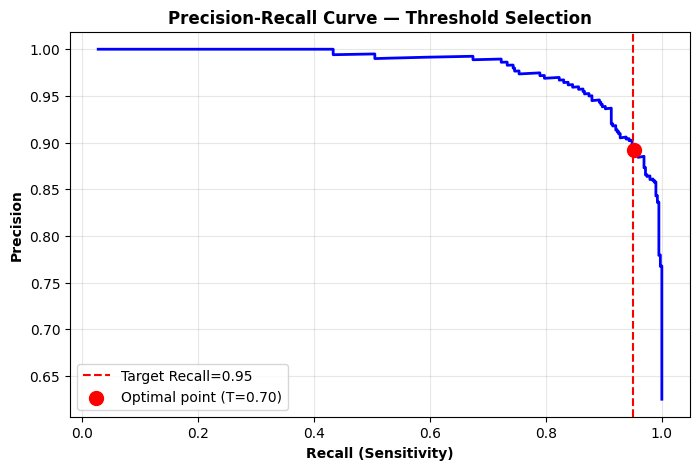 Precision-Recall Curve — Threshold Selection
1.00
0.95
0.90
0.85
0.80
0.75
0.70
0.65
Precision
Target Recall=0.95
Optimal point (T=0.70)
0.0 0.2 0.4 0.6 0.8 1.0
Recall (Sensitivity)